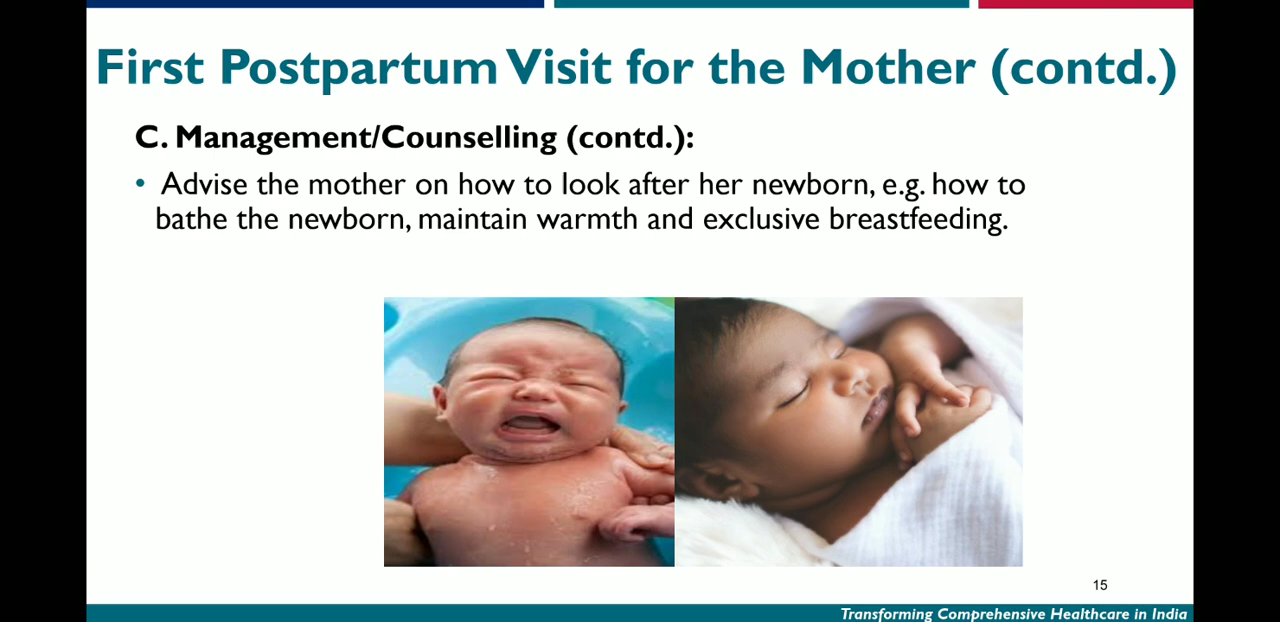 First Postpartum Visit for the Mother (contd.)
C. Management/Counselling (contd.):
• Advise the mother on how to look after her newborn, e.g. how to
bathe the newborn, maintain warmth and exclusive breastfeeding.
15
Transforming Comprehensive Healthcare in India